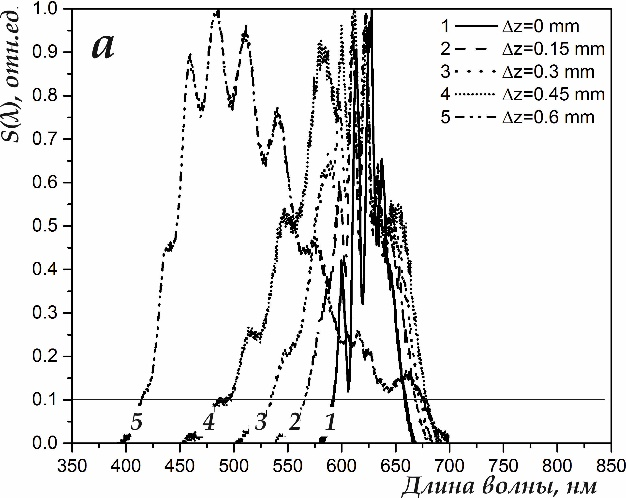 a
1 Δz=0 mm
2 Δz=0.15 mm
3 Δz=0.3 mm
4 Δz=0.45 mm
5 Δz=0.6 mm
S(λ), отн.ед.
1.0
0.9
0.8
0.7
0.6
0.5
0.4
0.3
0.2
0.1
0.0
5 4 3 2 1
350 400 450 500 550 600 650 700 750 800 850
Длина волны, нм